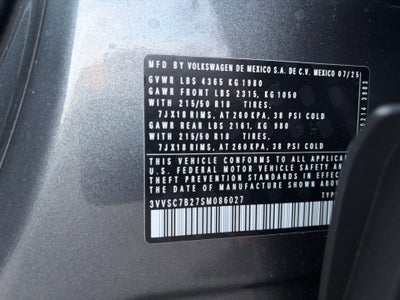 MFD BY VOLKSWAGEN DE MEXICO S.A. DE C.V. MEXICO 07/25
GVWR LBS 4365 KG 1980
GAWR FRONT LBS 2315, KG 1050
WITH 215/50 R18 TIRES,
7JX18 RIMS, AT 260 KPA, 38 PSI COLD
GAWR REAR LBS 2161, KG 980
WITH 215/50 R18 TIRES,
7JX18 RIMS, AT 260 KPA, 38 PSI COLD
THIS VEHICLE CONFORMS TO ALL
U.S. FEDERAL MOTOR VEHICLE SAFETY AN
THEFT PREVENTION STANDARDS IN EFFECT
THE DATE OF MANUFACTURE SHOWN ABOVE
3VVSC7B27SM086027 TYP